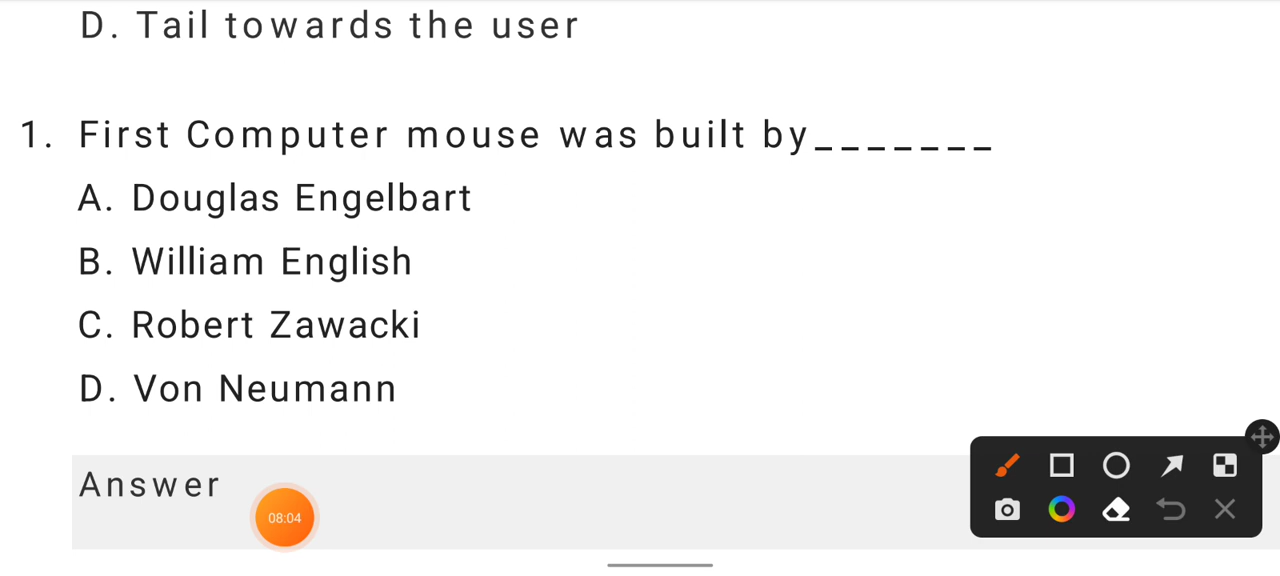 D. Tail towards the user
1. First Computer mouse was built by_______
A. Douglas Engelbart
B. William English
C. Robert Zawacki
D. Von Neumann
Answer
08:04